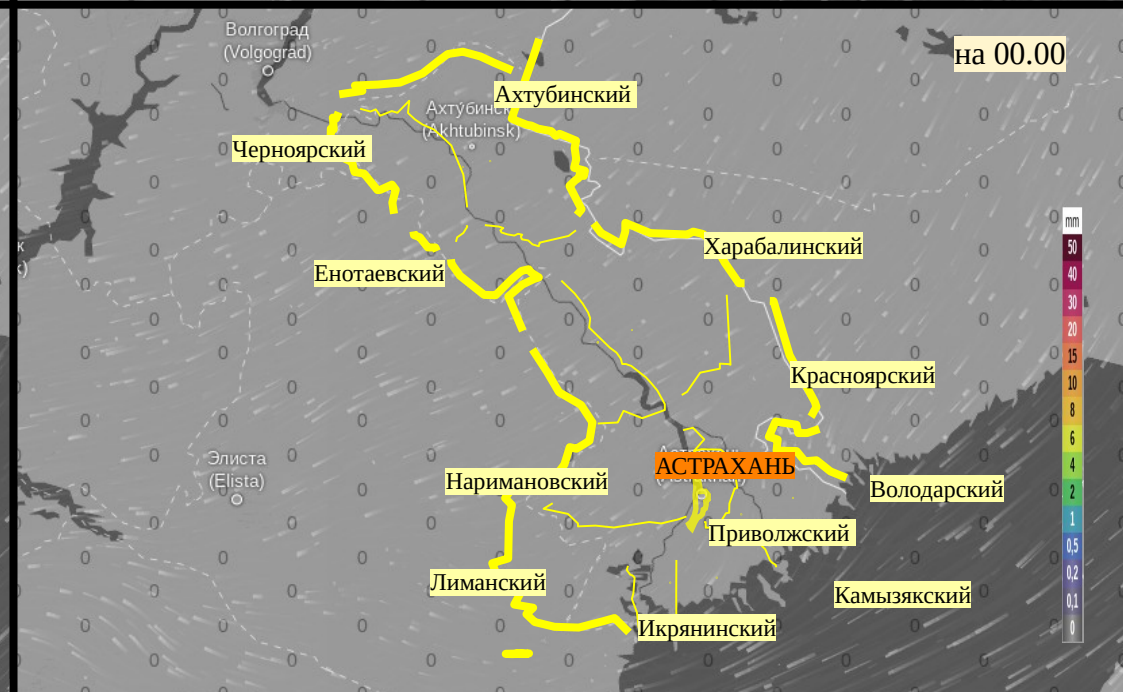 Волгоград
(Volgograd)
на 00.00
Ахтубинский
Ахтубинск
(Akhtubinsk)
Черноярский
Харабалинский
Енотаевский
mm
50
40
30
20
15
10
8
6
4
2
1
0,5
0,2
0,1
0
Красноярский
Элиста
(Elista)
АСТРАХАНЬ
Наримановский
Володарский
Приволжский
Лиманский
Камызякский
Икрянинский